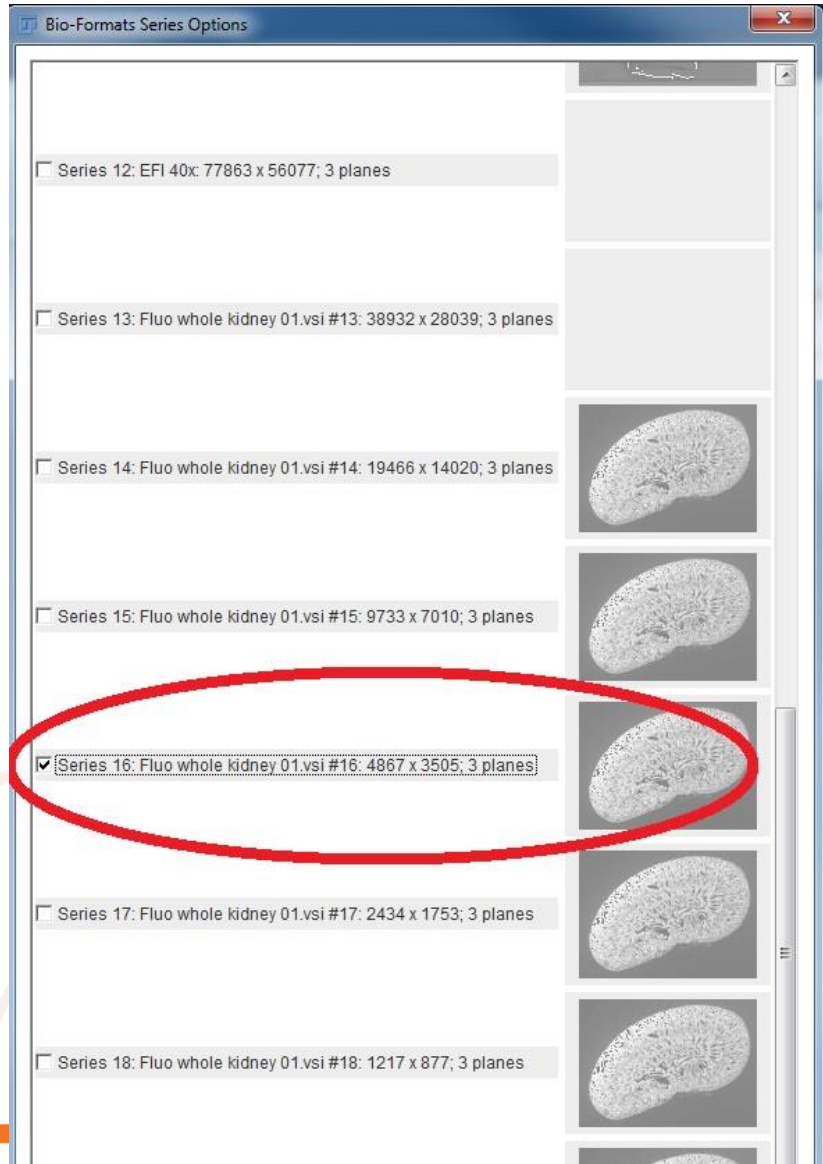 Bio-Formats Series Options
Series 12: EFI 40x: 77863 x 56077; 3 planes
Series 13: Fluo whole kidney 01.vsi #13: 38932 x 28039; 3 planes
Series 14: Fluo whole kidney 01.vsi #14: 19466 x 14020; 3 planes
Series 15: Fluo whole kidney 01.vsi #15: 9733 x 7010; 3 planes
Series 16: Fluo whole kidney 01.vsi #16: 4867 x 3505; 3 planes
Series 17: Fluo whole kidney 01.vsi #17: 2434 x 1753; 3 planes
Series 18: Fluo whole kidney 01.vsi #18: 1217 x 877; 3 planes